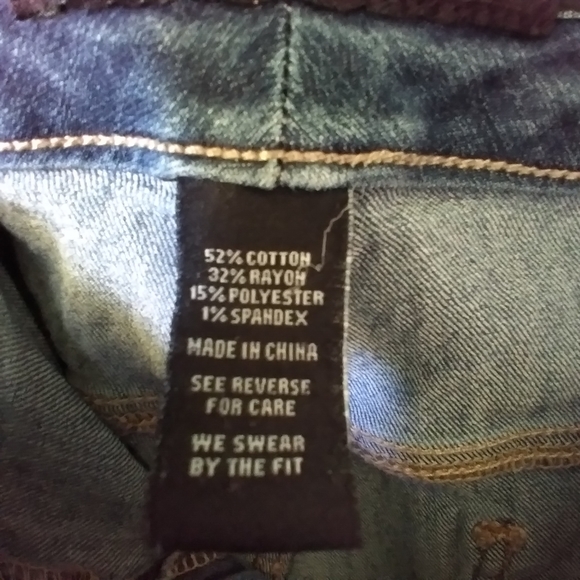 52% COTTON
32% RAYON
15% POLYESTER
1% SPANDEX
MADE IN CHINA
SEE REVERSE
FOR CARE
WE SWEAR
BY THE FIT